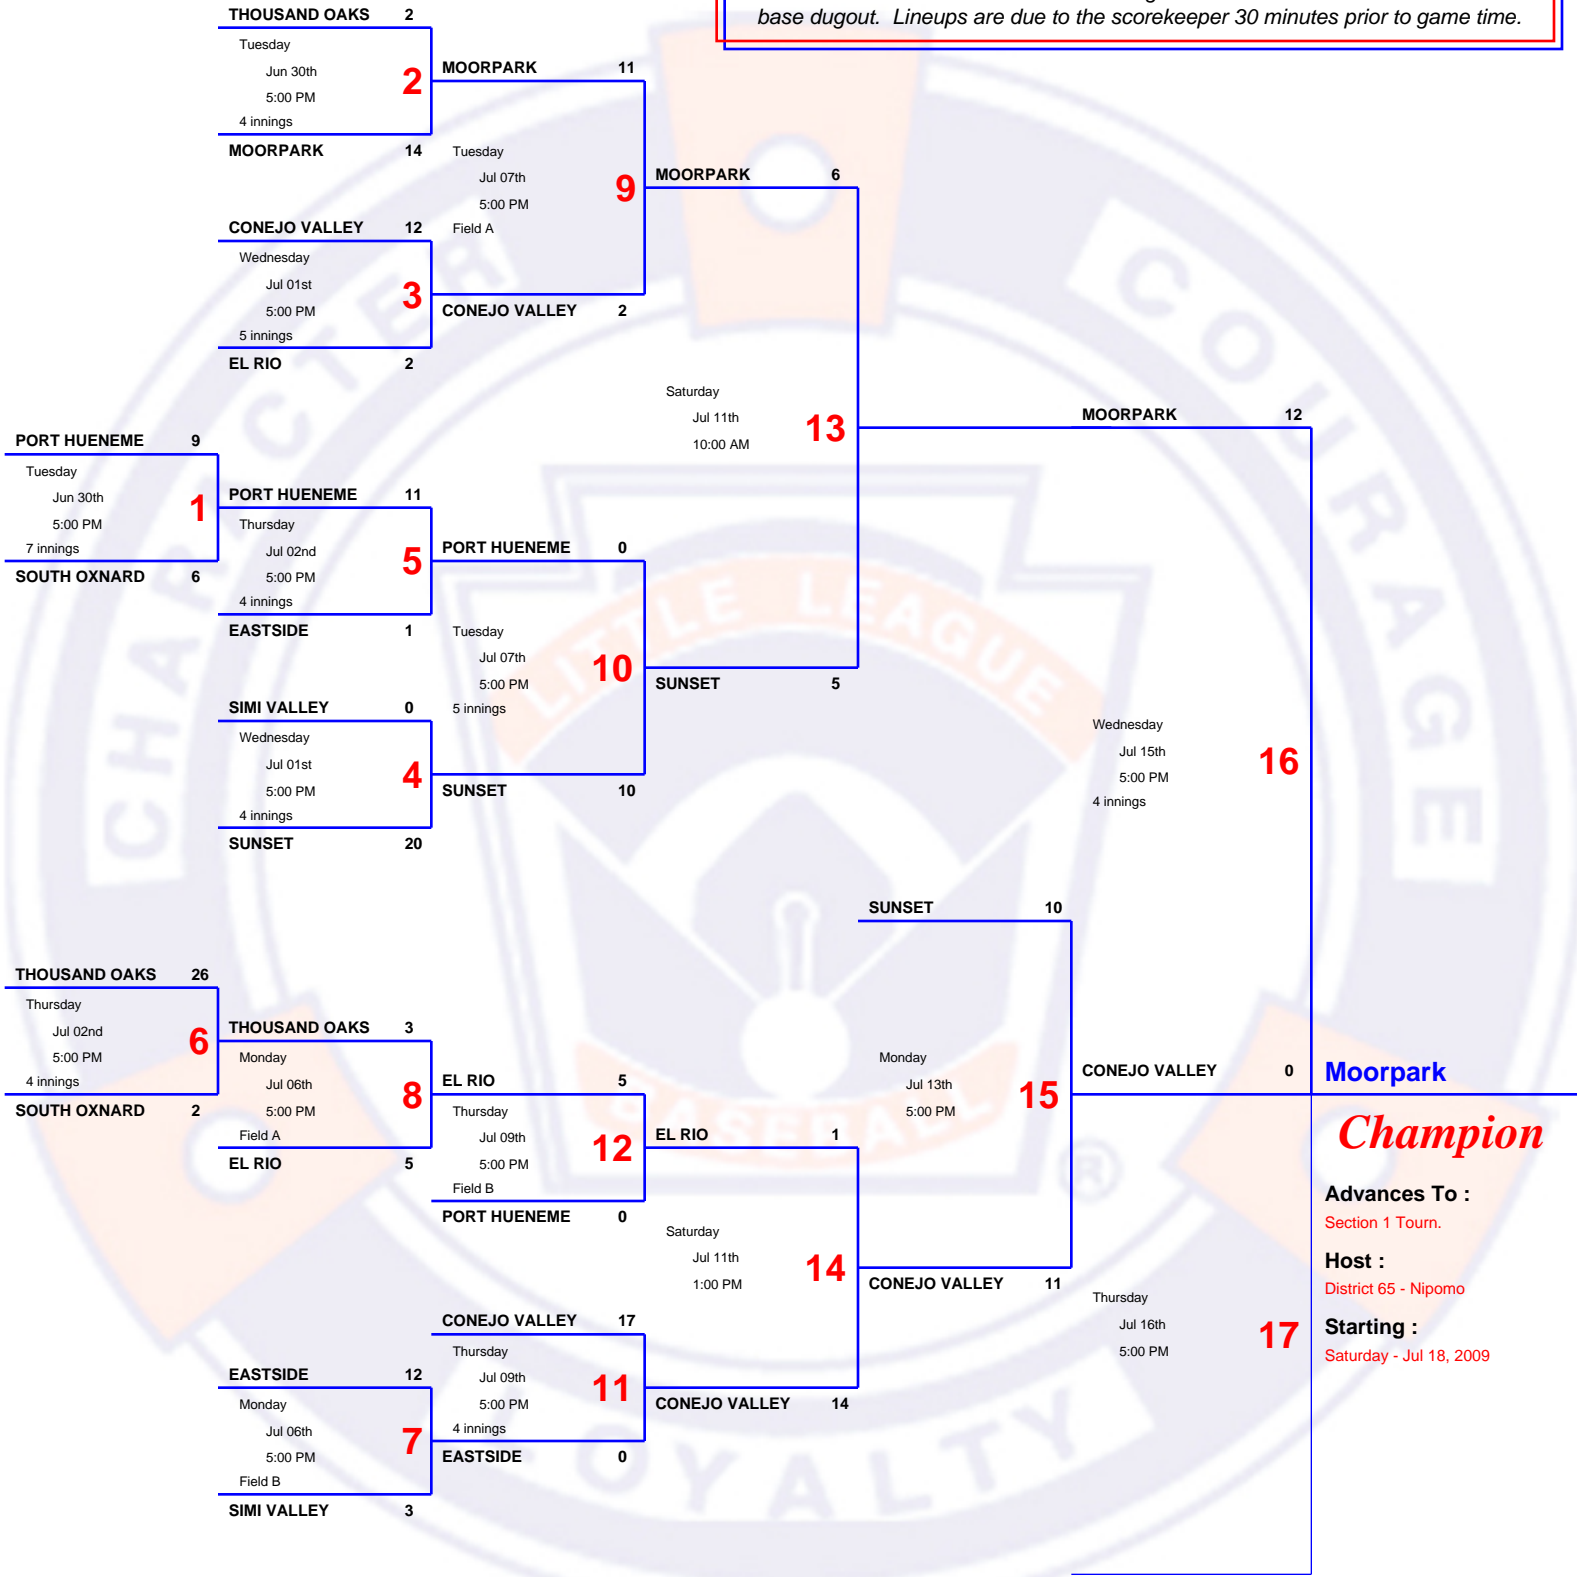 base dugout. Lineups are due to the scorekeeper 30 minutes prior to game time.
THOUSAND OAKS 2
Tuesday
Jun 30th
5:00 PM
4 innings
2
MOORPARK 14
MOORPARK 11
Tuesday
Jul 07th
5:00 PM
Field A
9
CONEJO VALLEY 12
Wednesday
Jul 01st
5:00 PM
5 innings
3
EL RIO 2
CONEJO VALLEY 2
MOORPARK 6
Saturday
Jul 11th
10:00 AM
13
PORT HUENEME 9
Tuesday
Jun 30th
5:00 PM
7 innings
1
SOUTH OXNARD 6
PORT HUENEME 11
Thursday
Jul 02nd
5:00 PM
4 innings
5
EASTSIDE 1
PORT HUENEME 0
Tuesday
Jul 07th
5:00 PM
5 innings
10
SIMI VALLEY 0
Wednesday
Jul 01st
5:00 PM
4 innings
4
SUNSET 20
SUNSET 10
SUNSET 5
MOORPARK 12
Wednesday
Jul 15th
5:00 PM
4 innings
16
THOUSAND OAKS 26
Thursday
Jul 02nd
5:00 PM
4 innings
6
SOUTH OXNARD 2
THOUSAND OAKS 3
Monday
Jul 06th
5:00 PM
Field A
8
EL RIO 5
EL RIO 5
Thursday
Jul 09th
5:00 PM
Field B
12
PORT HUENEME 0
EL RIO 1
Saturday
Jul 11th
1:00 PM
14
CONEJO VALLEY 17
Thursday
Jul 09th
5:00 PM
4 innings
11
EASTSIDE 0
EASTSIDE 12
Monday
Jul 06th
5:00 PM
Field B
7
SIMI VALLEY 3
CONEJO VALLEY 14
SUNSET 10
Monday
Jul 13th
5:00 PM
15
CONEJO VALLEY 11
CONEJO VALLEY 0
Thursday
Jul 16th
5:00 PM
17
Moorpark
Champion
Advances To :
Section 1 Tourn.
Host :
District 65 - Nipomo
Starting :
Saturday - Jul 18, 2009
CHARACTER
COURAGE
LOYALTY
LITTLE LEAGUE
BASEBALL
®